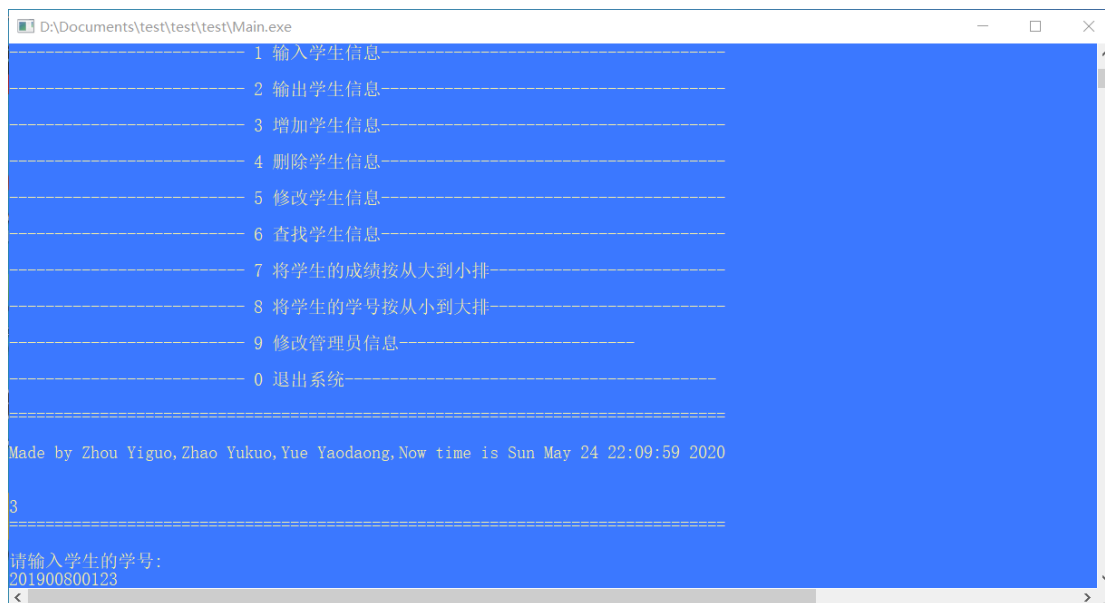 D:\Documents\test\test\test\Main.exe
-------------------------- 1 输入学生信息--------------------------------------
-------------------------- 2 输出学生信息--------------------------------------
-------------------------- 3 增加学生信息--------------------------------------
-------------------------- 4 删除学生信息--------------------------------------
-------------------------- 5 修改学生信息--------------------------------------
-------------------------- 6 查找学生信息--------------------------------------
-------------------------- 7 将学生的成绩按从大到小排--------------------------
-------------------------- 8 将学生的学号按从小到大排--------------------------
-------------------------- 9 修改管理员信息--------------------------
-------------------------- 0 退出系统-----------------------------------------
===============================================================================
Made by Zhou Yiguo,Zhao Yukuo,Yue Yaodaong,Now time is Sun May 24 22:09:59 2020
3
===============================================================================
请输入学生的学号:
201900800123